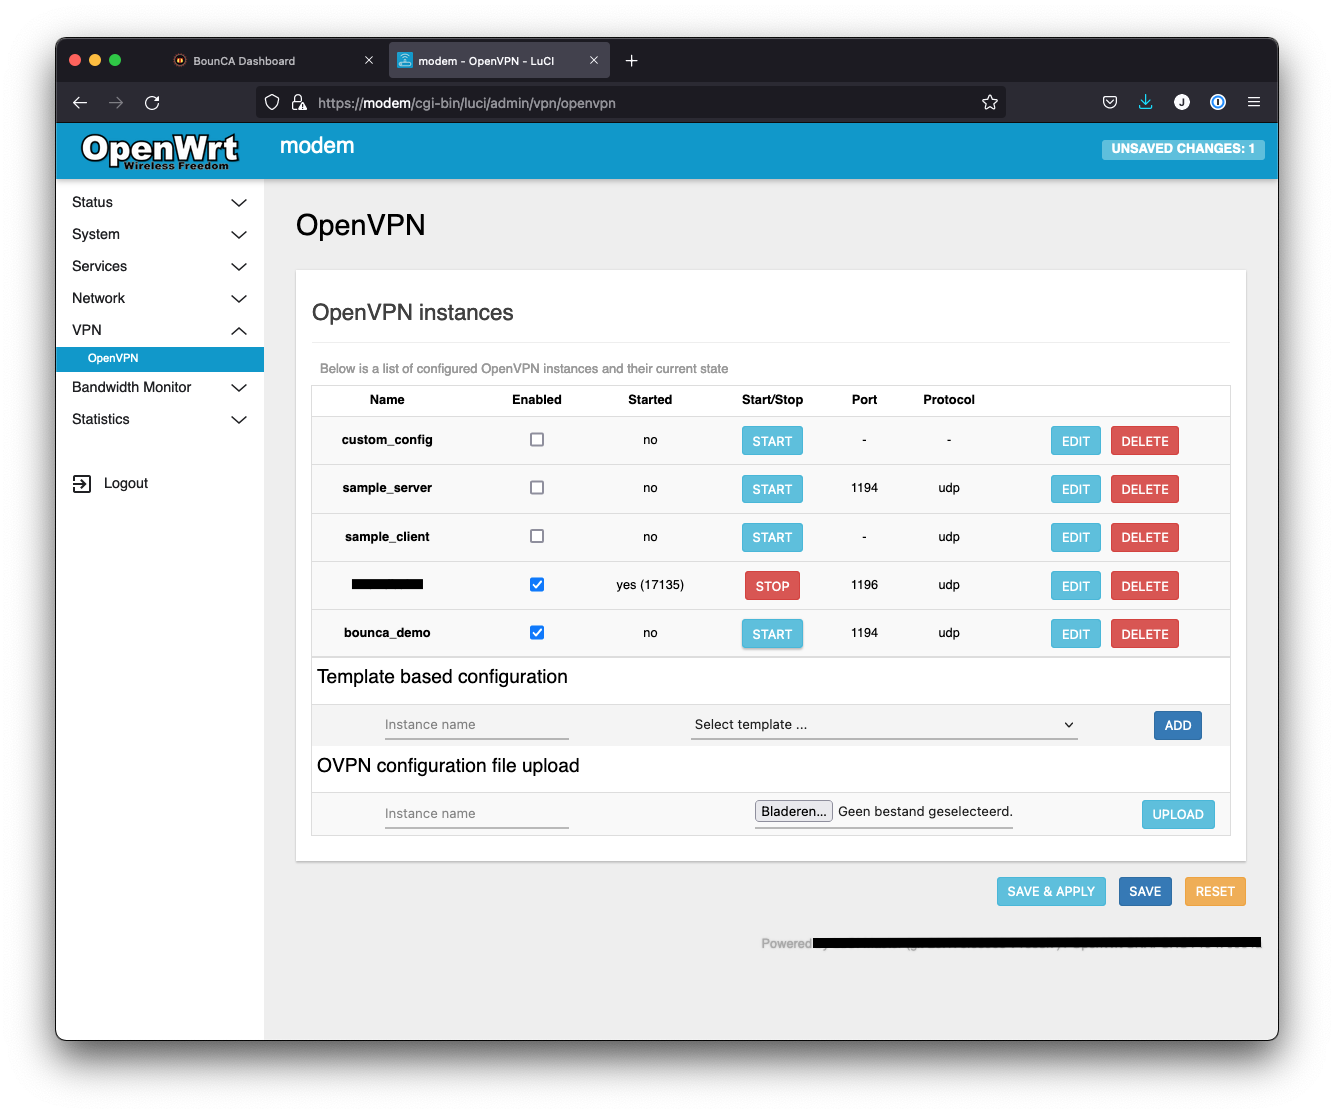 BounCA Dashboard
modem - OpenVPN - LuCI
https://modem/cgi-bin/luci/admin/vpn/openvpn
OpenWrt
Wireless Freedom
modem
UNSAVED CHANGES: 1
Status
System
Services
Network
VPN
OpenVPN
Bandwidth Monitor
Statistics
Logout
OpenVPN
OpenVPN instances
Below is a list of configured OpenVPN instances and their current state
Name Enabled Started Start/Stop Port Protocol
custom_config no START - - EDIT DELETE
sample_server no START 1194 udp EDIT DELETE
sample_client no START - udp EDIT DELETE
yes (17135) STOP 1196 udp EDIT DELETE
bounca_demo no START 1194 udp EDIT DELETE
Template based configuration
Instance name Select template ... ADD
OVPN configuration file upload
Instance name Bladeren... Geen bestand geselecteerd. UPLOAD
SAVE & APPLY SAVE RESET
Powered